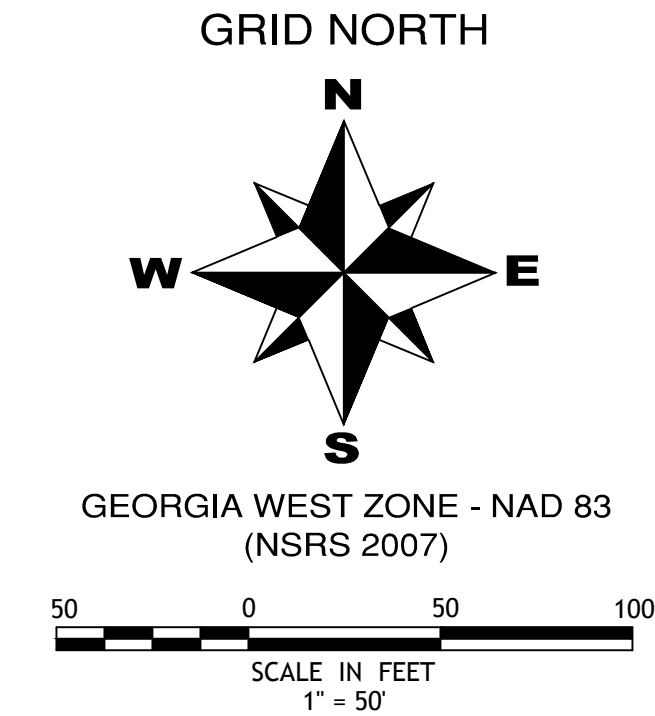 GRID NORTH
N
W E
S
GEORGIA WEST ZONE - NAD 83
(NSRS 2007)
50 0 50 100
SCALE IN FEET
1" = 50'